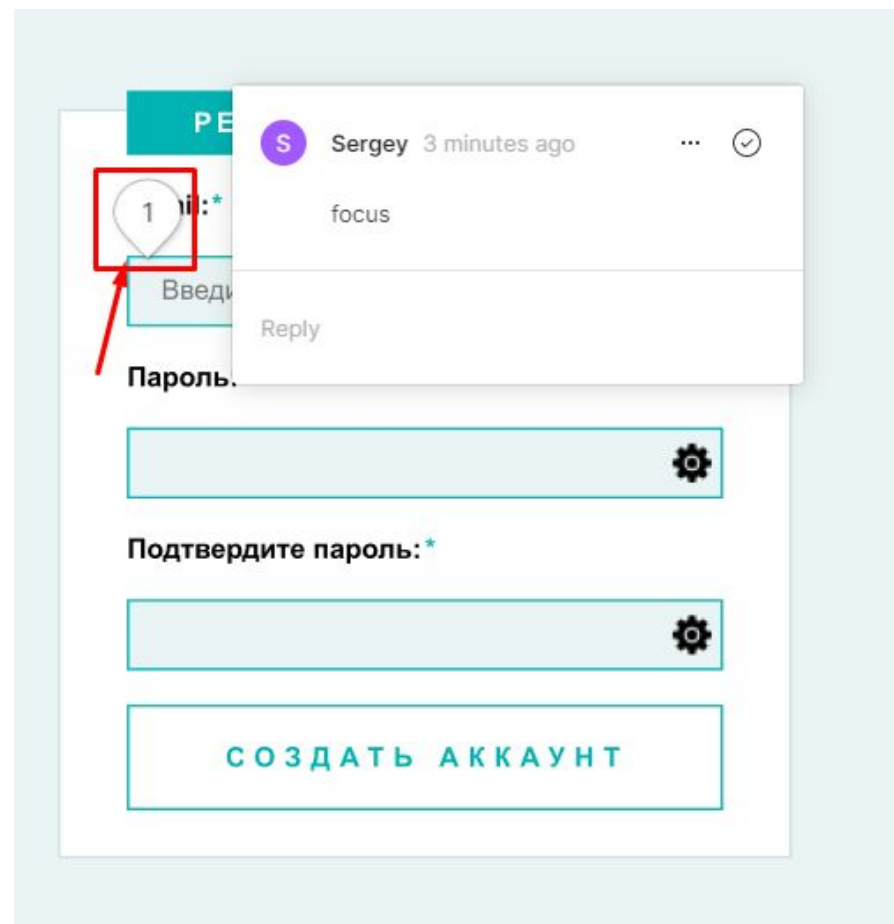 S Sergey 3 minutes ago ...
focus
Reply
1
Пароль:
Подтвердите пароль:*
СОЗДАТЬ АККАУНТ